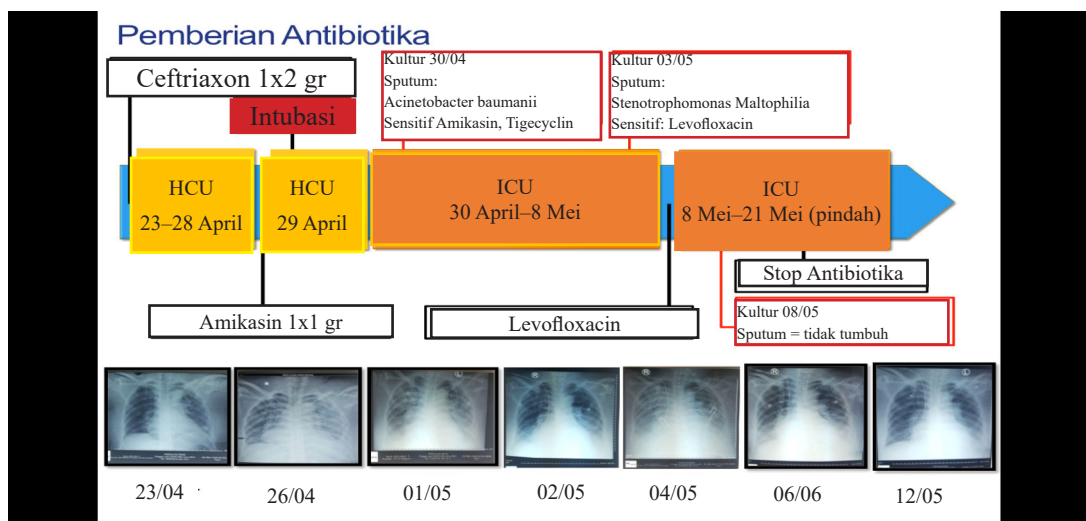 Pemberian Antibiotika
Ceftriaxon 1x2 gr
Intubasi
Kultur 30/04
Sputum:
Acinetobacter baumanii
Sensitif Amikasin, Tigecyclin
Kultur 03/05
Sputum:
Stenotrophomonas Maltophilia
Sensitif: Levofloxacin
HCU
23–28 April
HCU
29 April
ICU
30 April–8 Mei
ICU
8 Mei–21 Mei (pindah)
Stop Antibiotika
Amikasin 1x1 gr
Levofloxacin
Kultur 08/05
Sputum = tidak tumbuh
23/04
26/04
01/05
02/05
04/05
06/06
12/05